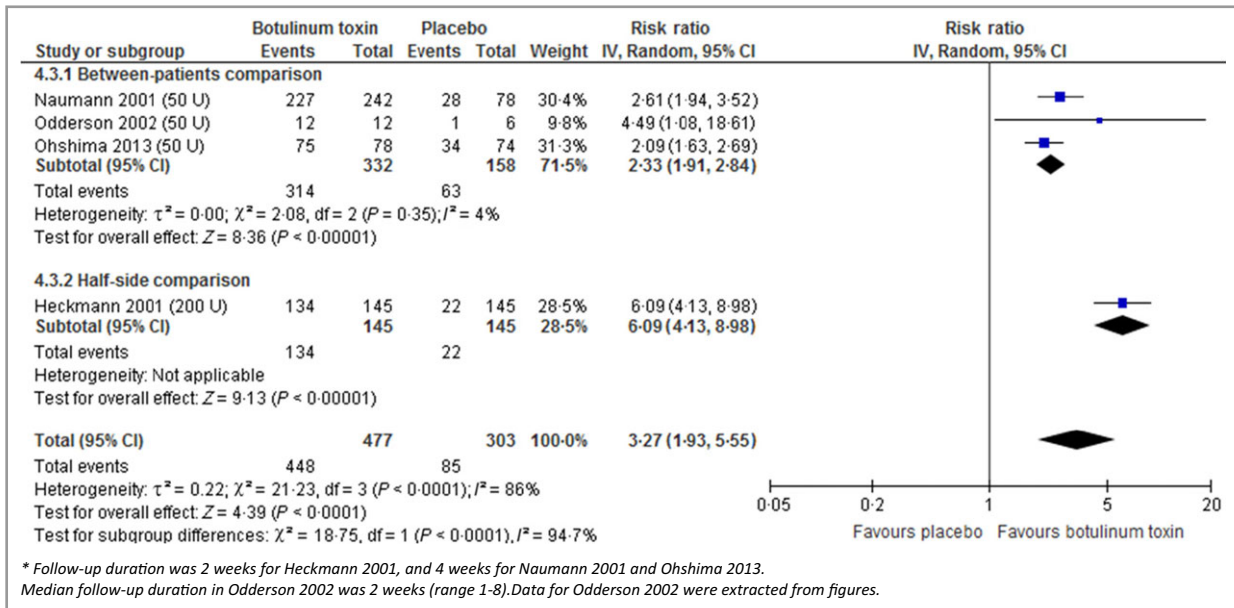 Botulinum toxin Placebo Risk ratio Risk ratio
Study or subgroup Events Total Events Total Weight IV, Random, 95% CI IV, Random, 95% CI
4.3.1 Between-patients comparison
Naumann 2001 (50 U) 227 242 28 78 30·4% 2·61 (1·94, 3·52)
Odderson 2002 (50 U) 12 12 1 6 9·8% 4·49 (1·08, 18·61)
Ohshima 2013 (50 U) 75 78 34 74 31·3% 2·09 (1·63, 2·69)
Subtotal (95% CI) 332 158 71·5% 2·33 (1·91, 2·84)
Total events 314 63
Heterogeneity: τ² = 0·00; χ² = 2·08, df = 2 (P = 0·35); I² = 4%
Test for overall effect: Z = 8·36 (P < 0·00001)
4.3.2 Half-side comparison
Heckmann 2001 (200 U) 134 145 22 145 28·5% 6·09 (4·13, 8·98)
Subtotal (95% CI) 145 145 28·5% 6·09 (4·13, 8·98)
Total events 134 22
Heterogeneity: Not applicable
Test for overall effect: Z = 9·13 (P < 0·00001)
Total (95% CI) 477 303 100·0% 3·27 (1·93, 5·55)
Total events 448 85
Heterogeneity: τ² = 0.22; χ² = 21·23, df = 3 (P < 0·0001); I² = 86%
Test for overall effect: Z = 4·39 (P < 0·0001)
Test for subgroup differences: χ² = 18·75, df = 1 (P < 0·0001), I² = 94·7%
0·05 0·2 1 5 20
Favours placebo Favours botulinum toxin
* Follow-up duration was 2 weeks for Heckmann 2001, and 4 weeks for Naumann 2001 and Ohshima 2013.
Median follow-up duration in Odderson 2002 was 2 weeks (range 1-8).Data for Odderson 2002 were extracted from figures.